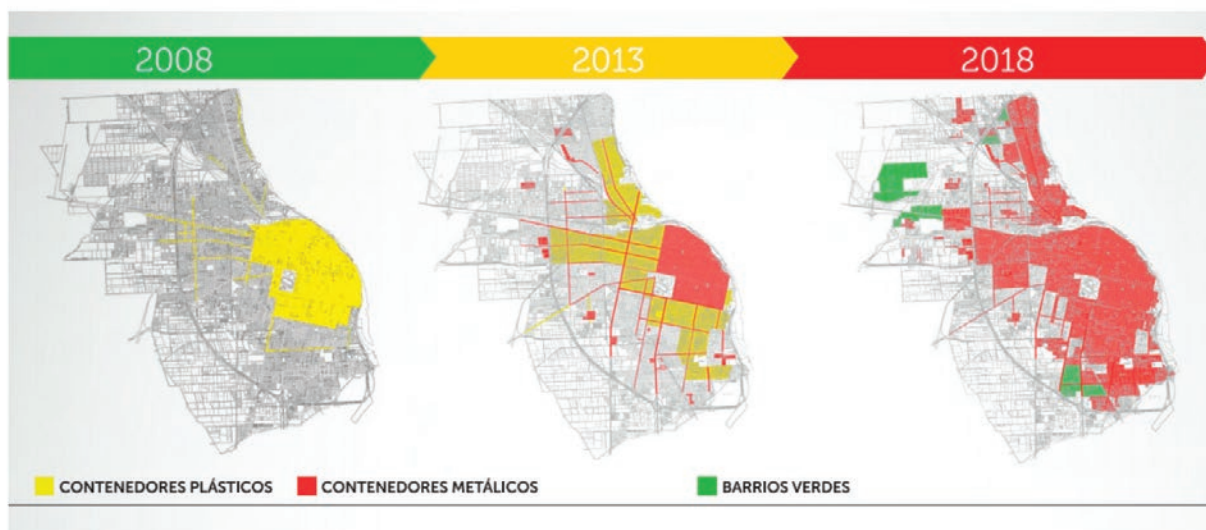 2008
2013
2018
CONTENEDORES PLÁSTICOS
CONTENEDORES METÁLICOS
BARRIOS VERDES